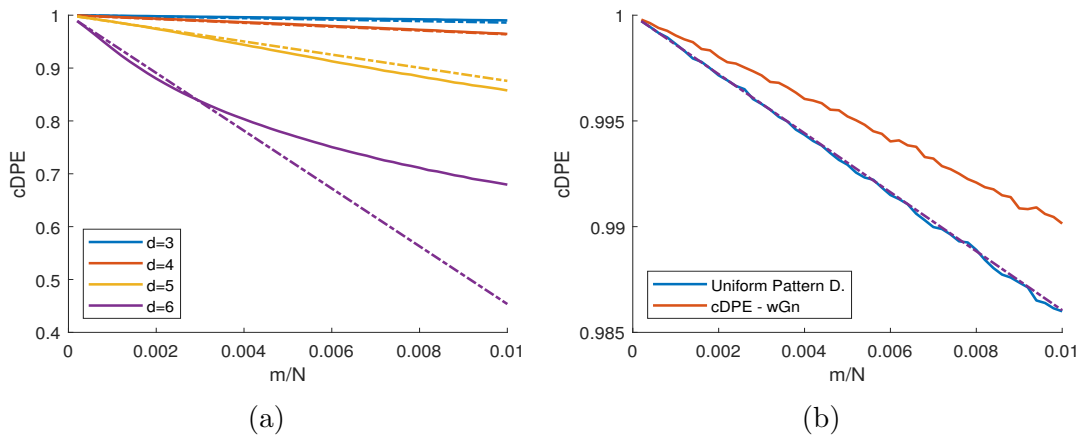 1
0.9
0.8
0.7
0.6
0.5
0.4
cDPE
d=3
d=4
d=5
d=6
0
0.002
0.004
0.006
0.008
0.01
m/N
(a)
1
0.995
0.99
0.985
cDPE
Uniform Pattern D.
cDPE - wGn
0
0.002
0.004
0.006
0.008
0.01
m/N
(b)